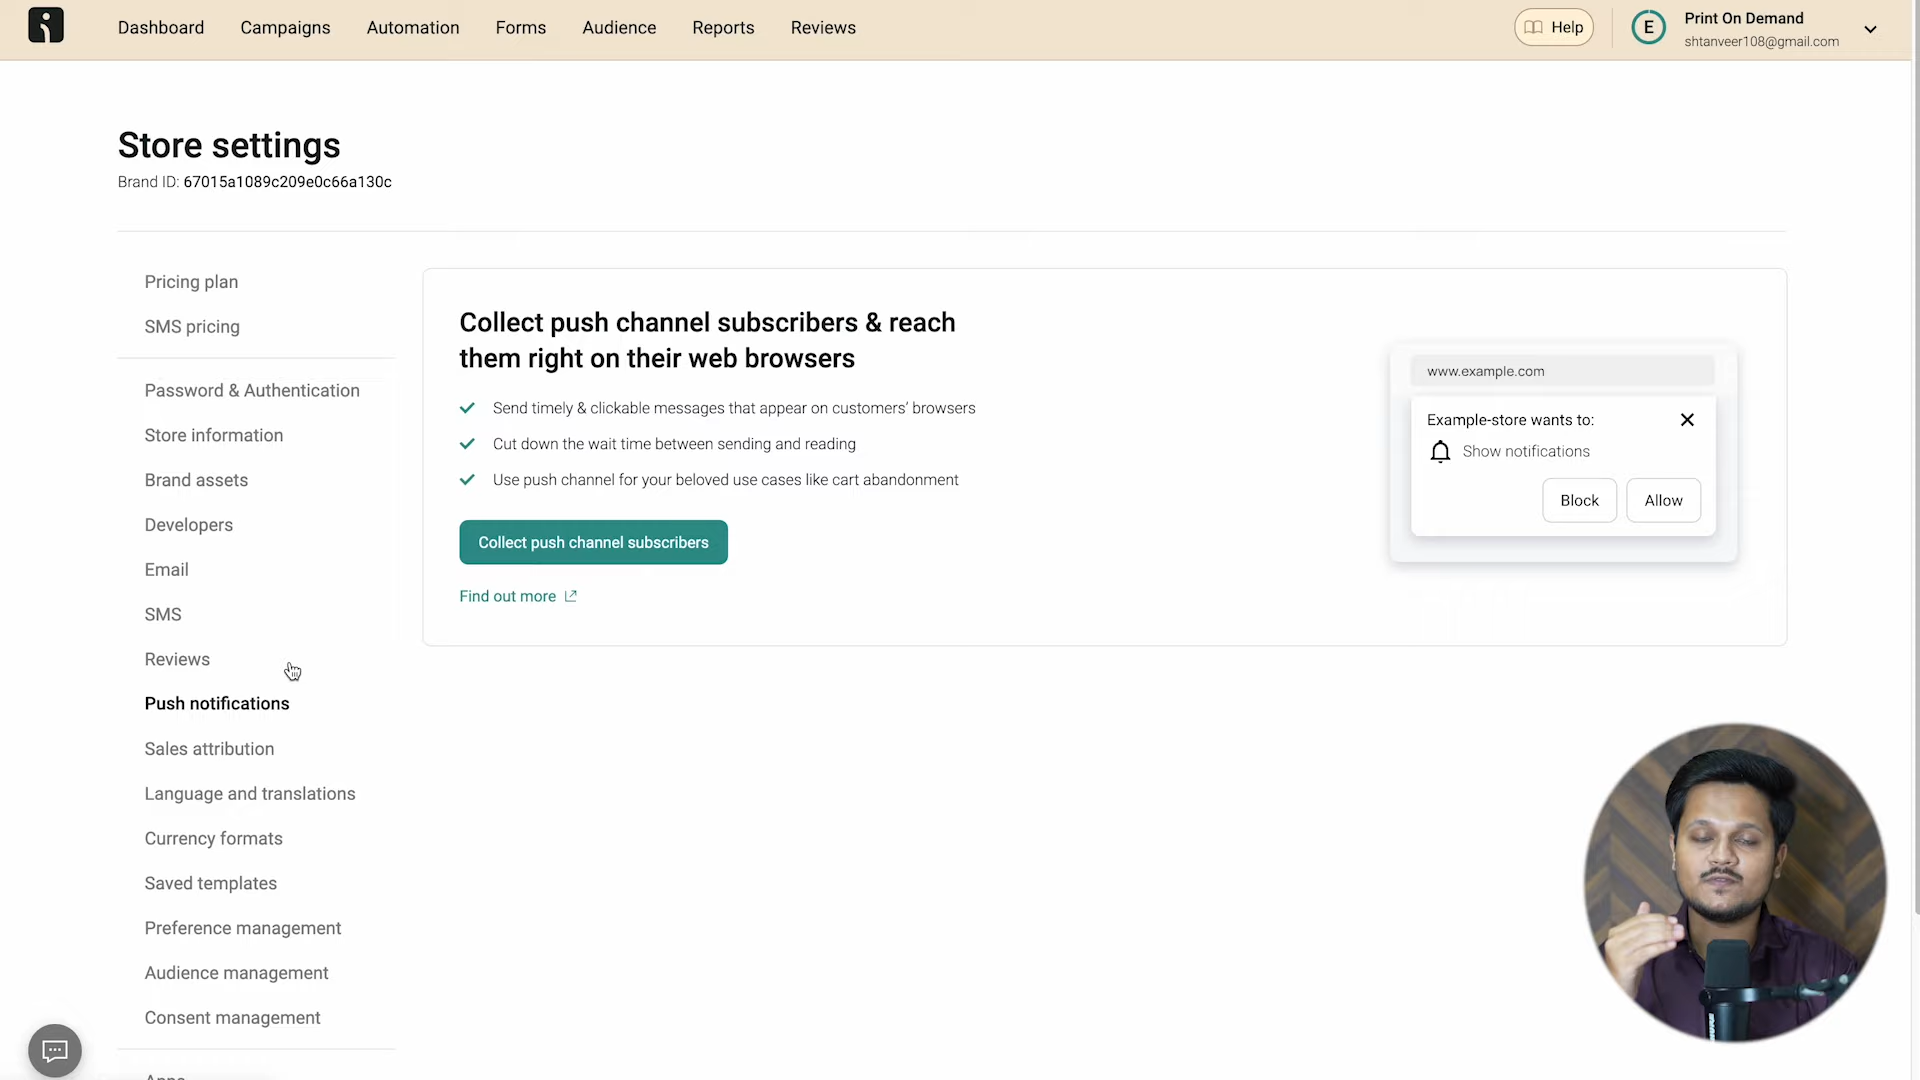 Dashboard
Campaigns
Automation
Forms
Audience
Reports
Reviews
Help
E
Print On Demand
shtanveer108@gmail.com
Store settings
Brand ID: 67015a1089c209e0c66a130c
Pricing plan
SMS pricing
Password & Authentication
Store information
Brand assets
Developers
Email
SMS
Reviews
Push notifications
Sales attribution
Language and translations
Currency formats
Saved templates
Preference management
Audience management
Consent management
Collect push channel subscribers & reach
them right on their web browsers
Send timely & clickable messages that appear on customers’ browsers
Cut down the wait time between sending and reading
Use push channel for your beloved use cases like cart abandonment
Collect push channel subscribers
Find out more
www.example.com
Example-store wants to:
Show notifications
Block
Allow